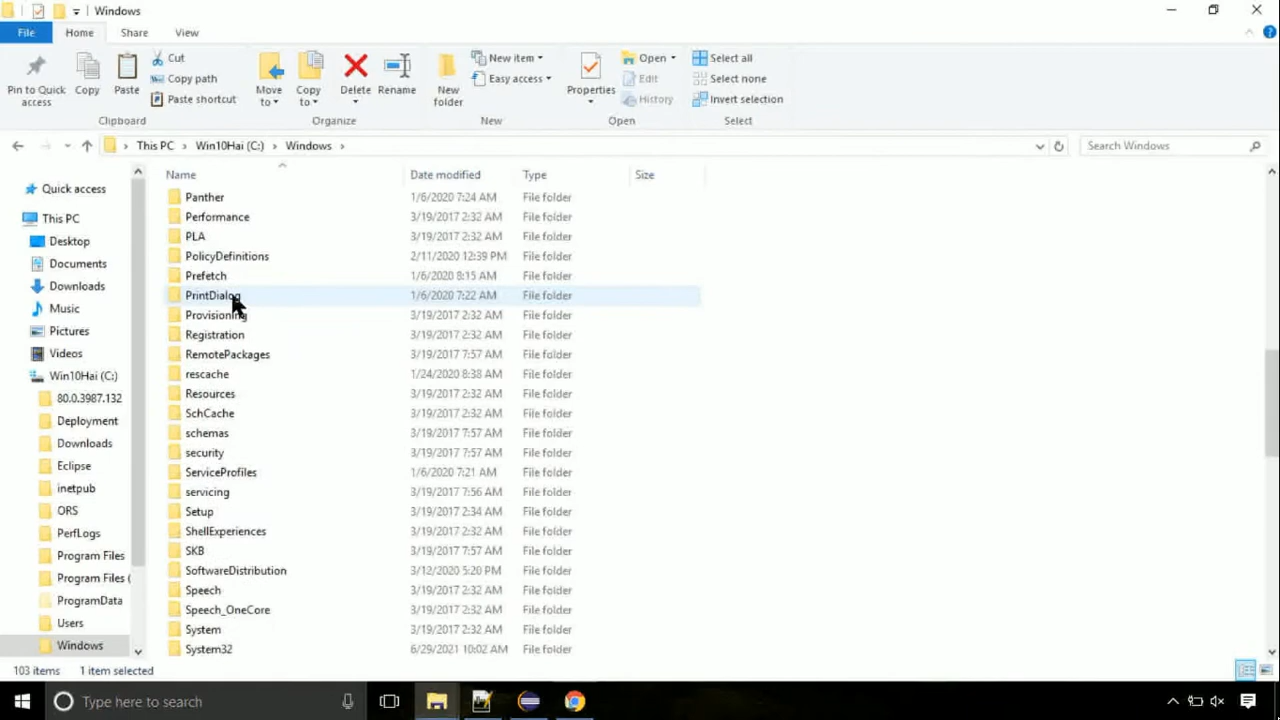 Windows
File Home Share View
Pin to Quick access
Copy
Paste
Cut
Copy path
Paste shortcut
Clipboard
Move to
Copy to
Delete
Rename
Organize
New folder
New item
Easy access
New
Properties
Open
Edit
History
Open
Select all
Select none
Invert selection
Select
This PC > Win10Hai (C:) > Windows >
Search Windows
Quick access
This PC
Desktop
Documents
Downloads
Music
Pictures
Videos
Win10Hai (C:)
80.0.3987.132
Deployment
Downloads
Eclipse
inetpub
ORS
PerfLogs
Program Files
Program Files (
ProgramData
Users
Windows
Name Date modified Type Size
Panther 1/6/2020 7:24 AM File folder
Performance 3/19/2017 2:32 AM File folder
PLA 3/19/2017 2:32 AM File folder
PolicyDefinitions 2/11/2020 12:39 PM File folder
Prefetch 1/6/2020 8:15 AM File folder
PrintDialog 1/6/2020 7:22 AM File folder
Provisioning 3/19/2017 2:32 AM File folder
Registration 3/19/2017 2:32 AM File folder
RemotePackages 3/19/2017 7:57 AM File folder
rescache 1/24/2020 8:38 AM File folder
Resources 3/19/2017 2:32 AM File folder
SchCache 3/19/2017 2:32 AM File folder
schemas 3/19/2017 7:57 AM File folder
security 3/19/2017 7:57 AM File folder
ServiceProfiles 1/6/2020 7:21 AM File folder
servicing 3/19/2017 7:56 AM File folder
Setup 3/19/2017 2:34 AM File folder
ShellExperiences 3/19/2017 2:32 AM File folder
SKB 3/19/2017 7:57 AM File folder
SoftwareDistribution 3/12/2020 5:20 PM File folder
Speech 3/19/2017 2:32 AM File folder
Speech_OneCore 3/19/2017 2:32 AM File folder
System 3/19/2017 2:32 AM File folder
System32 6/29/2021 10:02 AM File folder
103 items 1 item selected
Type here to search